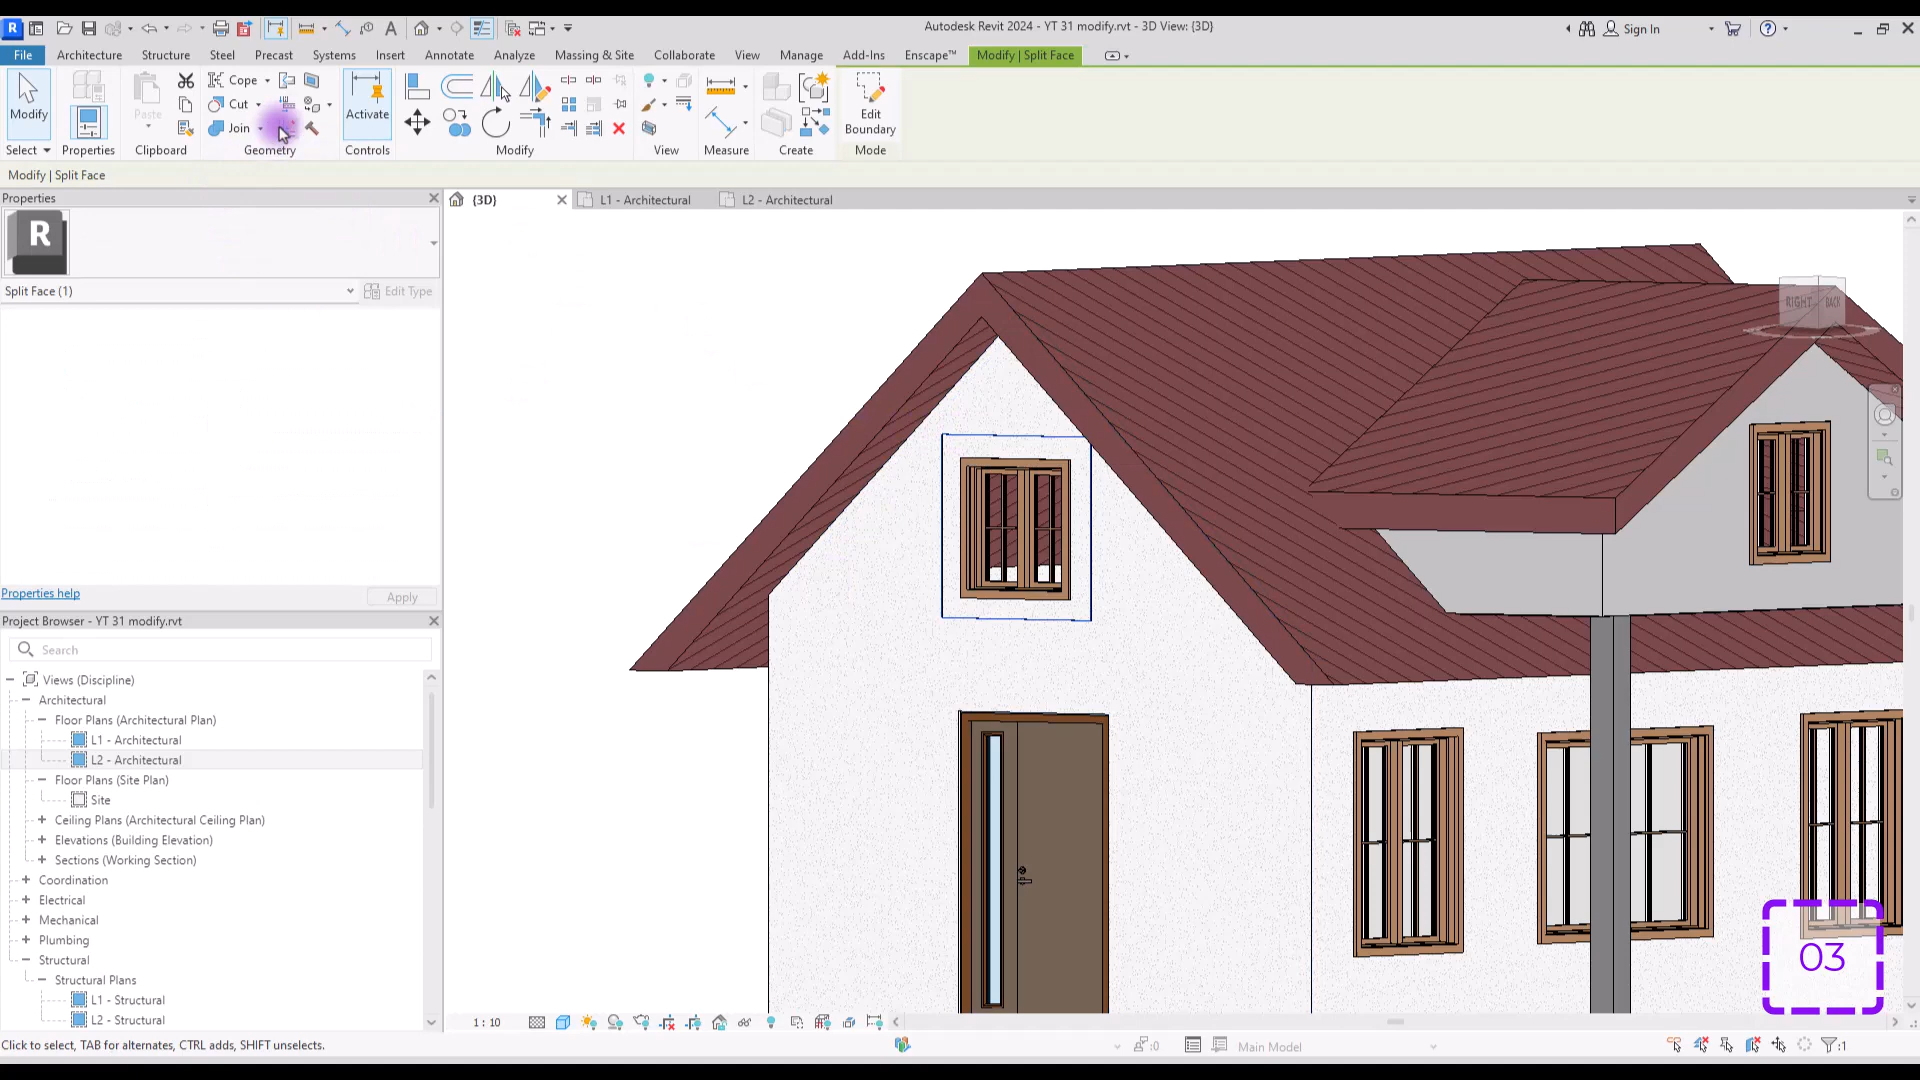 Autodesk Revit 2024 - YT 31 modify.rvt - 3D View: {3D}
Sign In
File Architecture Structure Steel Precast Systems Insert Annotate Analyze Massing & Site Collaborate View Manage Add-Ins Enscape™ Modify | Split Face
Modify
Paste
Cope
Cut
Join
Activate
Edit
Boundary
Select Properties Clipboard Geometry Controls Modify View Measure Create Mode
Modify | Split Face
Properties
{3D}
L1 - Architectural
L2 - Architectural
R
Split Face (1)
Edit Type
RIGHT
BACK
Properties help
Apply
Project Browser - YT 31 modify.rvt
Search
Views (Discipline)
Architectural
Floor Plans (Architectural Plan)
L1 - Architectural
L2 - Architectural
Floor Plans (Site Plan)
Site
Ceiling Plans (Architectural Ceiling Plan)
Elevations (Building Elevation)
Sections (Working Section)
Coordination
Electrical
Mechanical
Plumbing
Structural
Structural Plans
L1 - Structural
L2 - Structural
03
1 : 10
Click to select, TAB for alternates, CTRL adds, SHIFT unselects.
:0
Main Model
:1